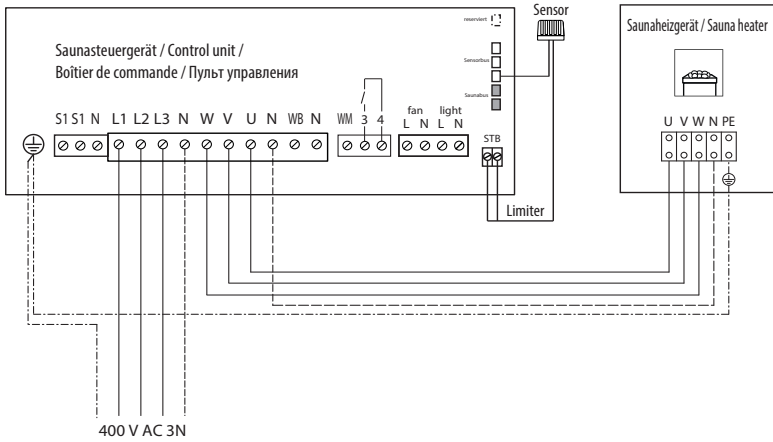 Sensor
reserviert
Saunasteuergerät / Control unit /
Boîtier de commande / Пульт управления
Sensorbus
Saunabus
S1 S1 N L1 L2 L3 N W V U N WB N
WM 3 4
fan light
L N L N
STB
Limiter
Saunaheizgerät / Sauna heater
U V W N PE
400 V AC 3N